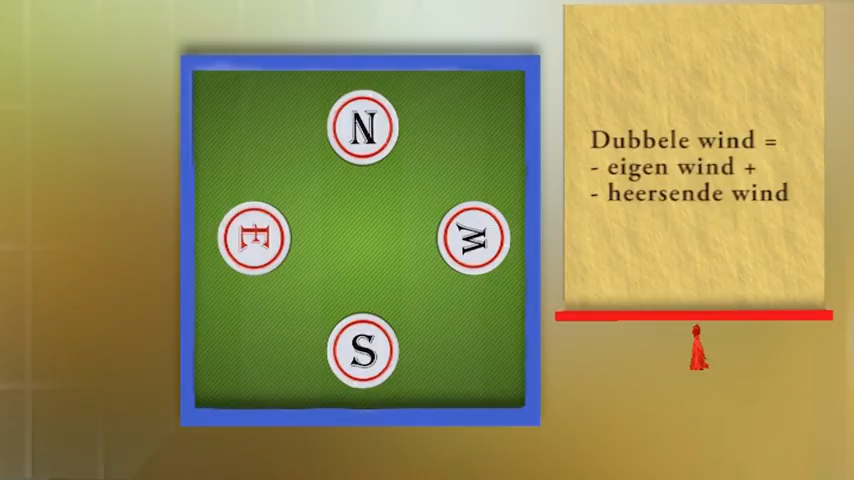 N
E
W
S
Dubbele wind =
- eigen wind +
- heersende wind